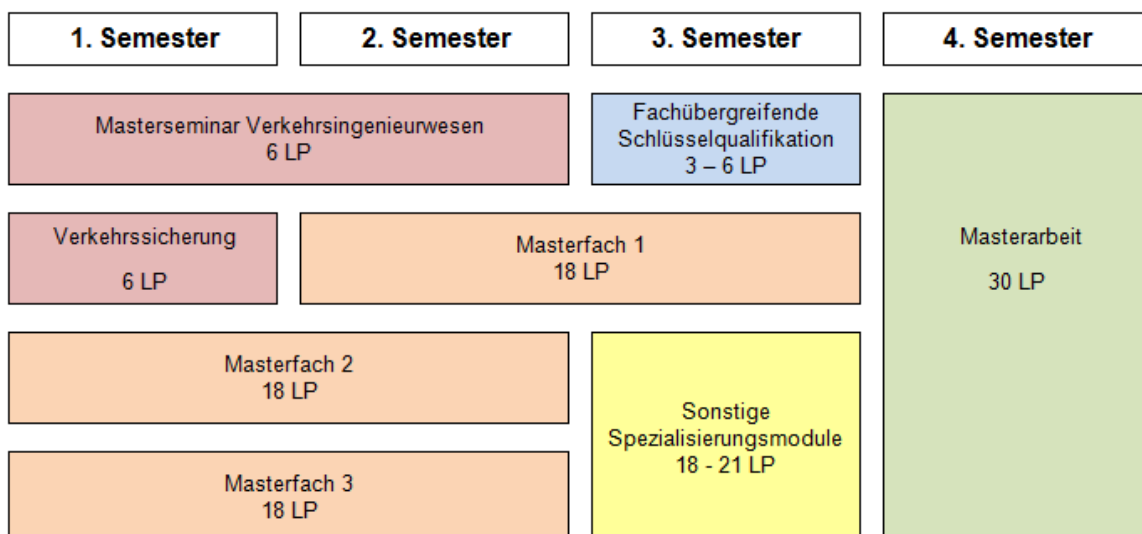 1. Semester
2. Semester
3. Semester
4. Semester
Masterseminar Verkehrsingenieurwesen
6 LP
Fachübergreifende
Schlüsselqualifikation
3 – 6 LP
Verkehrssicherung
6 LP
Masterfach 1
18 LP
Masterarbeit
30 LP
Masterfach 2
18 LP
Sonstige
Spezialisierungsmodule
18 - 21 LP
Masterfach 3
18 LP